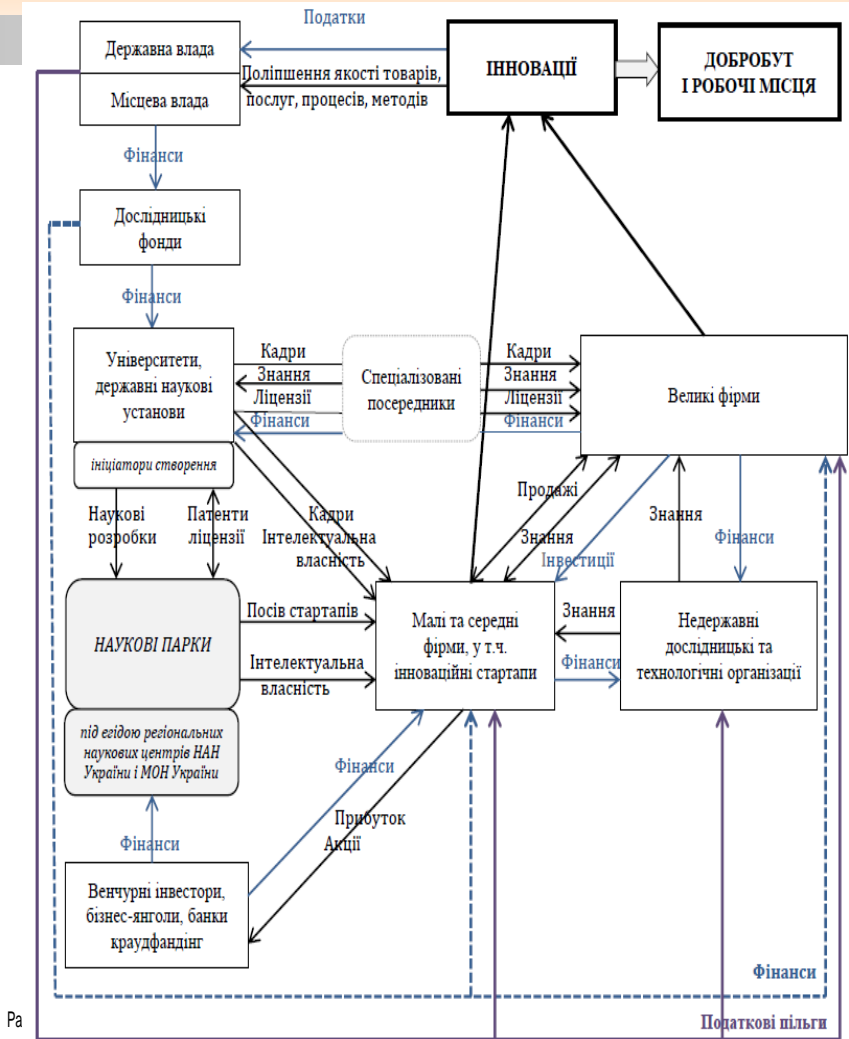 Податки
Державна влада
Місцева влада
Поліпшення якості товарів,
послуг, процесів, методів
ІННОВАЦІЇ
ДОБРОБУТ
І РОБОЧІ МІСЦЯ
Фінанси
Дослідницькі
фонди
Фінанси
Університети,
державні наукові
установи
ініціатори створення
Кадри
Знання
Ліцензії
Фінанси
Спеціалізовані
посередники
Кадри
Знання
Ліцензії
Фінанси
Великі фірми
Наукові
розробки
Патенти
ліцензії
Кадри
Інтелектуальна
власність
Продажі
Знання
Інвестиції
Знання
Фінанси
НАУКОВІ ПАРКИ
Посів стартапів
Інтелектуальна
власність
Малі та середні
фірми, у т.ч.
інноваційні стартапи
Знання
Фінанси
Недержавні
дослідницькі та
технологічні організації
під егідою регіональних
наукових центрів НАН
України і МОН України
Фінанси
Фінанси
Прибуток
Акції
Венчурні інвестори,
бізнес-янголи, банки
краудфандінг
Фінанси
Податкові пільги
Pa